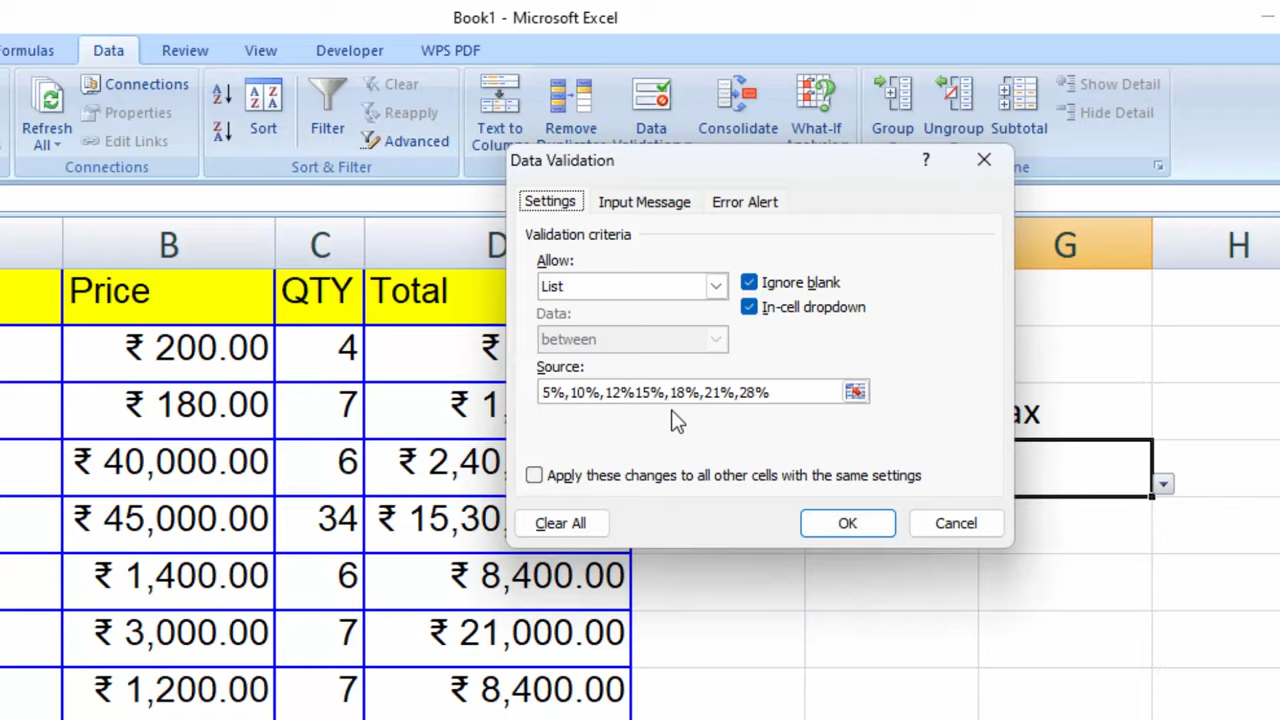 Book1 - Microsoft Excel
ormulas Data Review View Developer WPS PDF
Refresh All
Connections
Properties
Edit Links
Connections
Sort
Filter
Clear
Reapply
Advanced
Sort & Filter
Text to
Remove
Data
Consolidate
What-If
Group
Ungroup
Subtotal
Show Detail
Hide Detail
ne
Data Validation
?
Settings Input Message Error Alert
Validation criteria
Allow:
List
Ignore blank
Data:
In-cell dropdown
between
Source:
5%,10%,12%15%,18%,21%,28%
Apply these changes to all other cells with the same settings
Clear All OK Cancel
B C D G H
Price QTY Total
₹ 200.00 4 ₹
₹ 180.00 7 ₹ 1, ax
₹ 40,000.00 6 ₹ 2,40,
₹ 45,000.00 34 ₹ 15,30,
₹ 1,400.00 6 ₹ 8,400.00
₹ 3,000.00 7 ₹ 21,000.00
₹ 1,200.00 7 ₹ 8,400.00